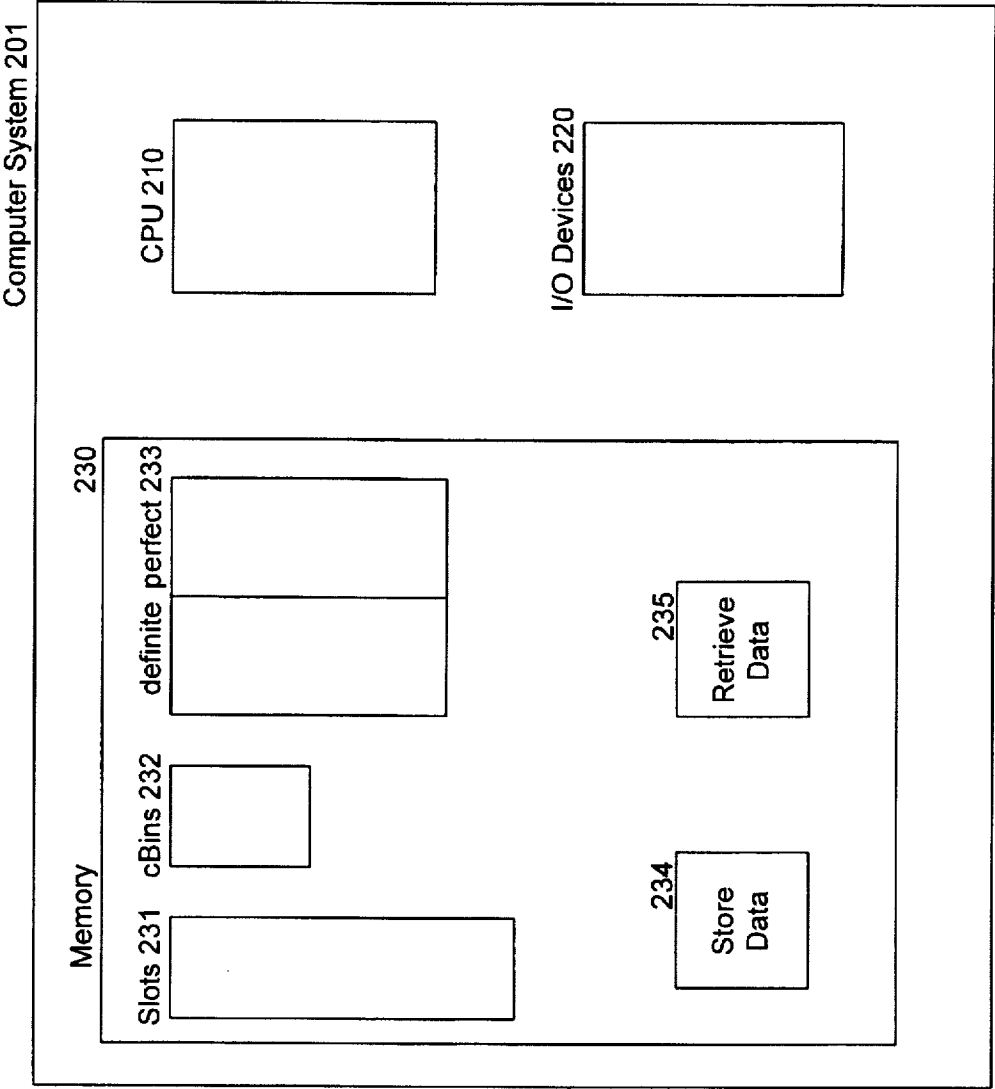 Computer System 201
Memory
230
CPU 210
Slots 231
cBins 232
definite perfect 233
I/O Devices 220
234
Store
Data
235
Retrieve
Data